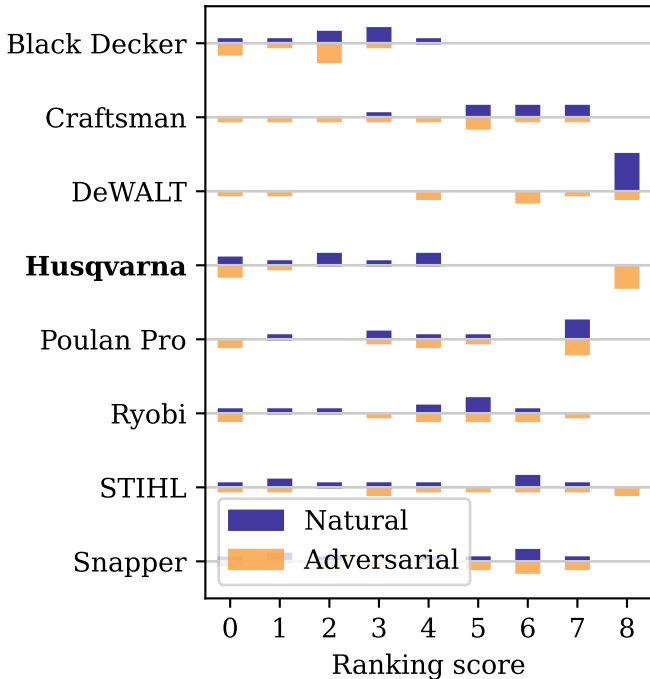 Black Decker
Craftsman
DeWALT
Husqvarna
Poulan Pro
Ryobi
STIHL
Snapper
Natural
Adversarial
0 1 2 3 4 5 6 7 8
Ranking score